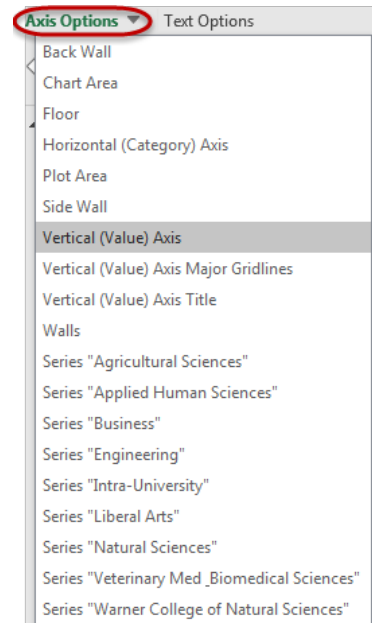 Axis Options Text Options
Back Wall
Chart Area
Floor
Horizontal (Category) Axis
Plot Area
Side Wall
Vertical (Value) Axis
Vertical (Value) Axis Major Gridlines
Vertical (Value) Axis Title
Walls
Series "Agricultural Sciences"
Series "Applied Human Sciences"
Series "Business"
Series "Engineering"
Series "Intra-University"
Series "Liberal Arts"
Series "Natural Sciences"
Series "Veterinary Med_Biomedical Sciences"
Series "Warner College of Natural Sciences"